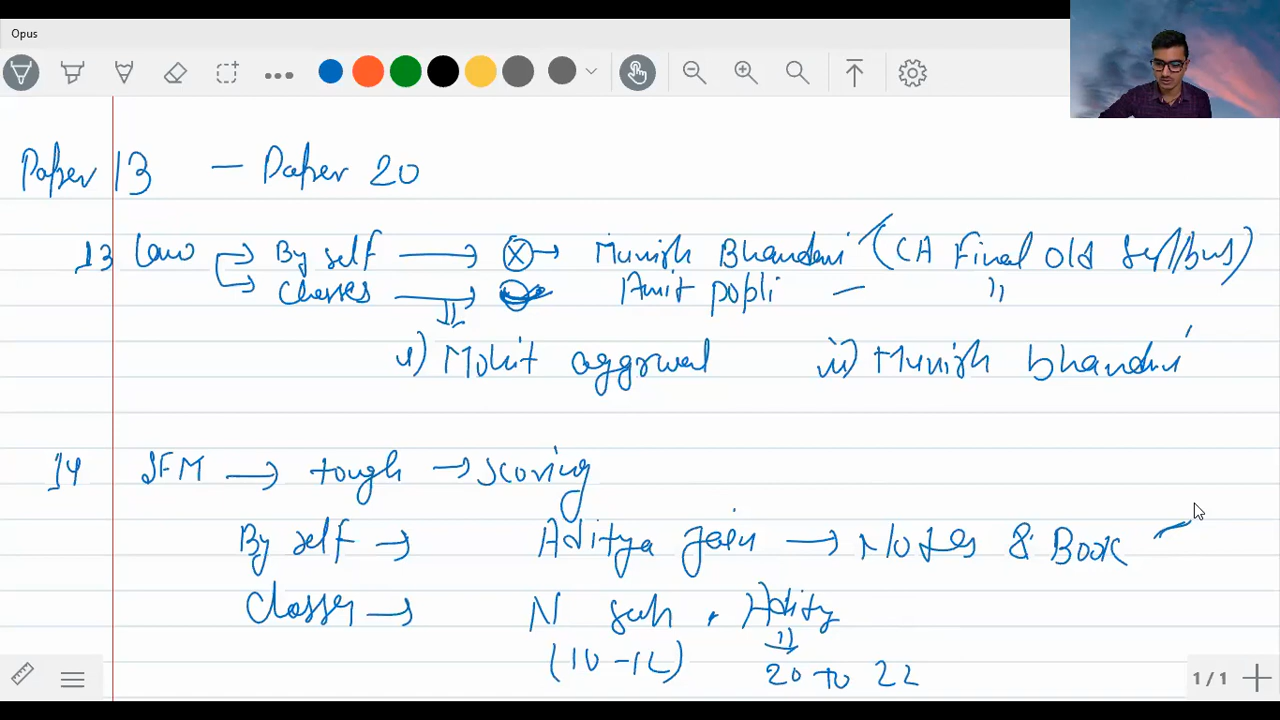 Opus
Paper 13 - Paper 20
13 Law → By self → ⓧ→ Munish Bhandari (CA Final Old Syllbus)
→ Classes → Amit popli - 〃
i) Mohit aggrwal ii) Munish bhandari
14 SFM → tough → scoring
By self → Aditya jain → Notes & Book
Classes → N sah . Adity
(10-12) 20 to 22
1/1